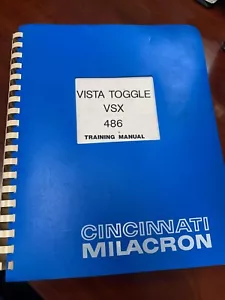 VISTA TOGGLE
VSX
486
TRAINING MANUAL
CINCINNATI
MILACRON